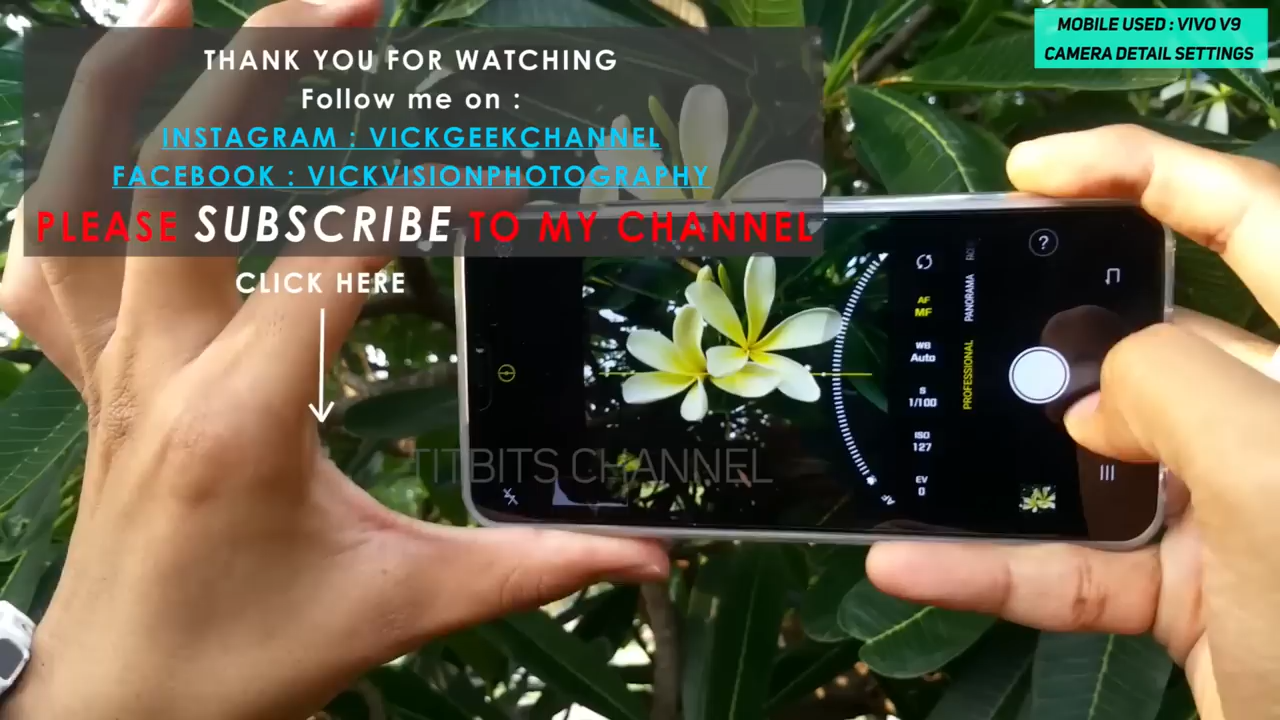 THANK YOU FOR WATCHING
Follow me on :
INSTAGRAM : VICKGEEKCHANNEL
FACEBOOK : VICKVISIONPHOTOGRAPHY
PLEASE SUBSCRIBE TO MY CHANNEL
CLICK HERE
MOBILE USED : VIVO V9
CAMERA DETAIL SETTINGS
TITBITS CHANNEL
AF
MF
WB
Auto
S
1/100
ISO
127
EV
0
PANORAMA
PROFESSIONAL
?
AF